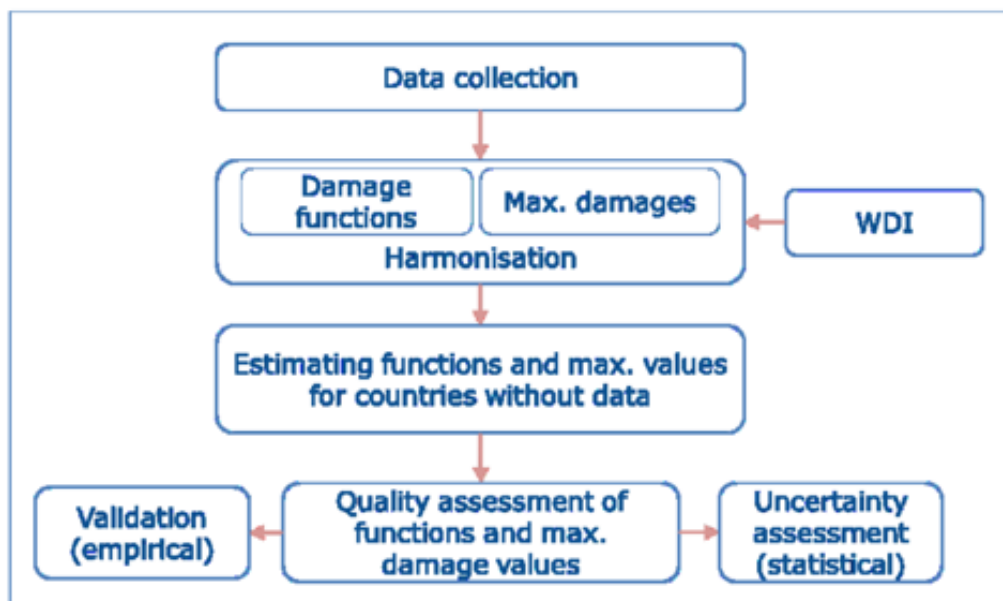 Data collection
Damage
functions
Max. damages
Harmonisation
WDI
Estimating functions and max. values
for countries without data
Validation
(empirical)
Quality assessment of
functions and max.
damage values
Uncertainty
assessment
(statistical)